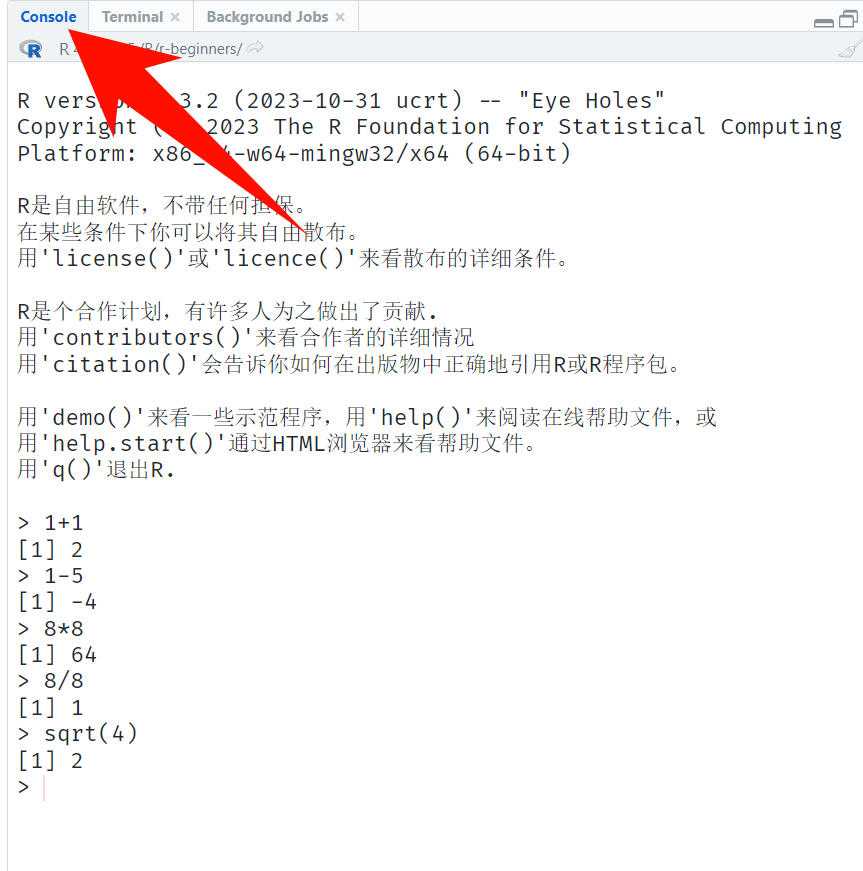 Console Terminal Background Jobs
R /r-beginners/
R 3.2 (2023-10-31 ucrt) -- "Eye Holes"
Copyright 2023 The R Foundation for Statistical Computing
Platform: -w64-mingw32/x64 (64-bit)
R是自由软件，不带任何担保。
在某些条件下你可以将其自由散布。
用'license()'或'licence()'来看散布的详细条件。
R是个合作计划，有许多人为之做出了贡献.
用'contributors()'来看合作者的详细情况
用'citation()'会告诉你如何在出版物中正确地引用R或R程序包。
用'demo()'来看一些示范程序，用'help()'来阅读在线帮助文件，或
用'help.start()'通过HTML浏览器来看帮助文件。
用'q()'退出R.
> 1+1
[1] 2
> 1-5
[1] -4
> 8*8
[1] 64
> 8/8
[1] 1
> sqrt(4)
[1] 2
>